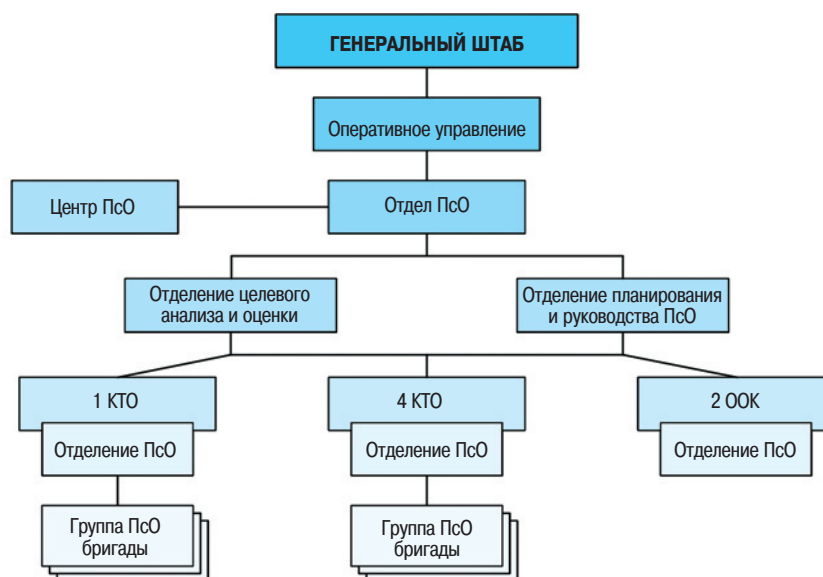 ГЕНЕРАЛЬНЫЙ ШТАБ
Оперативное управление
Центр ПсО
Отдел ПсО
Отделение целевого
анализа и оценки
Отделение планирования
и руководства ПсО
1 КТО
4 КТО
2 ООК
Отделение ПсО
Отделение ПсО
Отделение ПсО
Группа ПсО
бригады
Группа ПсО
бригады